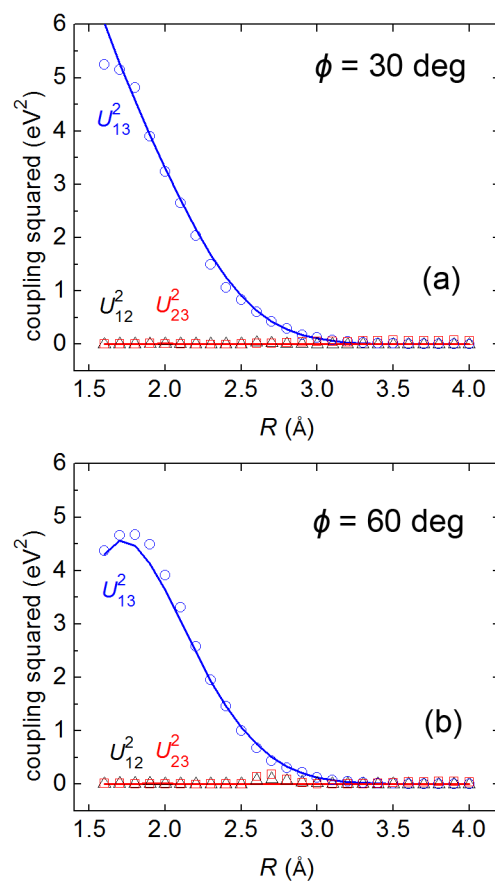 6
5
4
3
2
1
0
coupling squared (eV²)
ϕ = 30 deg
U²₁₃
U²₁₂ U²₂₃
(a)
1.5 2.0 2.5 3.0 3.5 4.0
R (Å)
6
5
4
3
2
1
0
coupling squared (eV²)
ϕ = 60 deg
U²₁₃
U²₁₂ U²₂₃
(b)
1.5 2.0 2.5 3.0 3.5 4.0
R (Å)